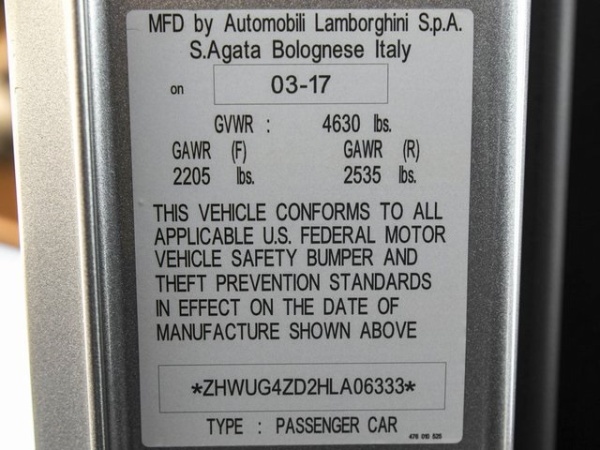 MFD by Automobili Lamborghini S.p.A.
S.Agata Bolognese Italy
on 03-17
GVWR : 4630 lbs.
GAWR (F) GAWR (R)
2205 lbs. 2535 lbs.
THIS VEHICLE CONFORMS TO ALL
APPLICABLE U.S. FEDERAL MOTOR
VEHICLE SAFETY BUMPER AND
THEFT PREVENTION STANDARDS
IN EFFECT ON THE DATE OF
MANUFACTURE SHOWN ABOVE
*ZHWUG4ZD2HLA06333*
TYPE : PASSENGER CAR